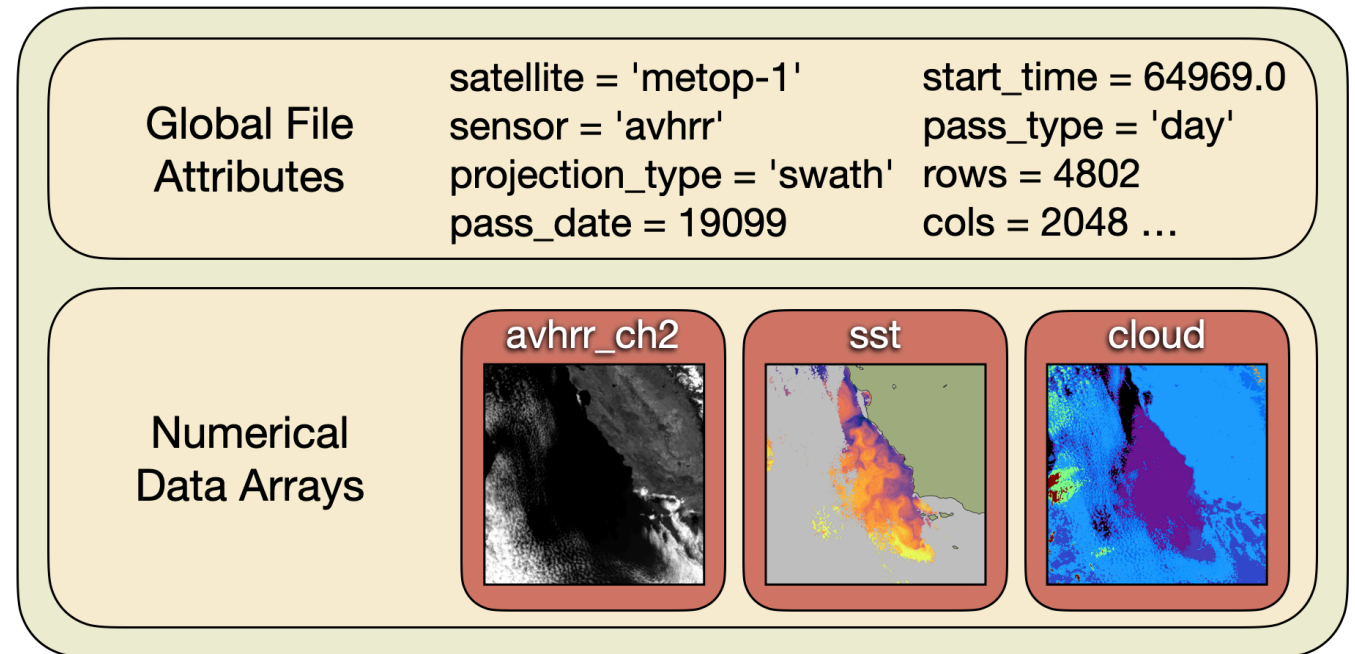 Global File
Attributes
satellite = 'metop-1'
sensor = 'avhrr'
projection_type = 'swath'
pass_date = 19099
start_time = 64969.0
pass_type = 'day'
rows = 4802
cols = 2048 ...
Numerical
Data Arrays
avhrr_ch2
sst
cloud